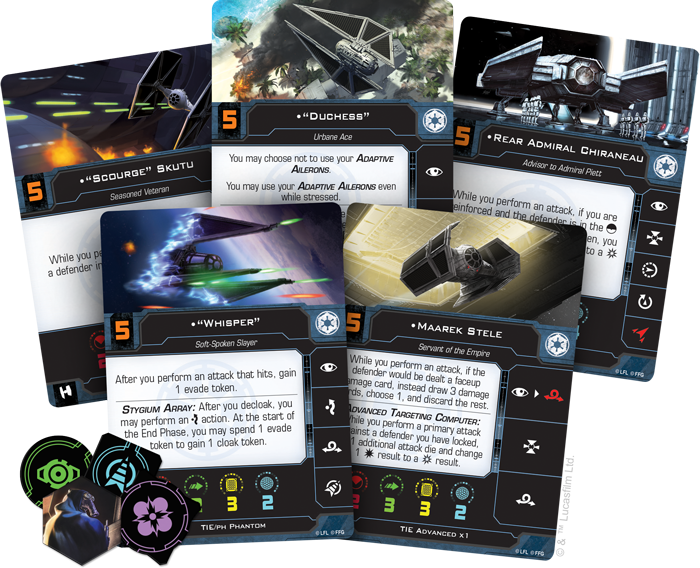 5
•"Scourge" Skutu
Seasoned Veteran
While you
a defender in
5
•"Duchess"
Urbane Ace
You may choose not to use your Adaptive
Ailerons.
You may use your Adaptive Ailerons even
while stressed.
5
•Rear Admiral Chiraneau
Advisor to Admiral Piett
While you perform an attack, if you are
reinforced and the defender is in the
you
to a
© LFL © FFG
5
•"Whisper"
Soft-Spoken Slayer
After you perform an attack that hits, gain
1 evade token.
Stygium Array: After you decloak, you
may perform an action. At the start of
the End Phase, you may spend 1 evade
token to gain 1 cloak token.
3 2
TIE/ph Phantom
© LFL © FFG
5
•Maarek Stele
Servant of the Empire
While you perform an attack, if the
defender would be dealt a faceup
damage card, instead draw 3 damage
cards, choose 1, and discard the rest.
Advanced Targeting Computer:
While you perform a primary attack
against a defender you have locked,
1 additional attack die and change
1 result to a result.
3 3 2
TIE Advanced x1
© LFL © FFG
© & ™ Lucasfilm Ltd.